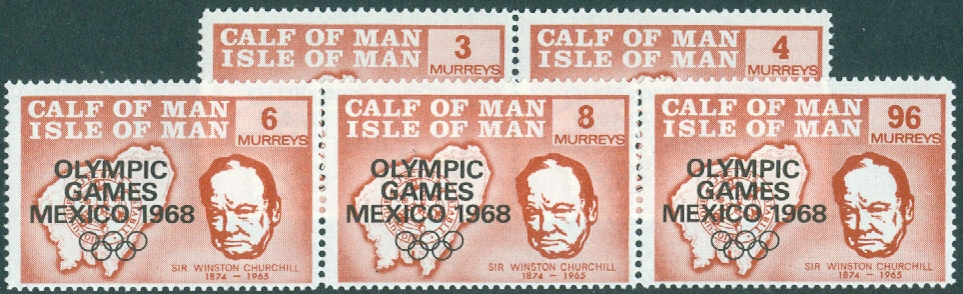 CALF OF MAN 3
ISLE OF MAN MURREYS
CALF OF MAN 4
ISLE OF MAN MURREYS
CALF OF MAN 6
ISLE OF MAN MURREYS
OLYMPIC
GAMES
MEXICO 1968
SIR WINSTON CHURCHILL
1874 – 1965
CALF OF MAN 8
ISLE OF MAN MURREYS
OLYMPIC
GAMES
MEXICO 1968
SIR WINSTON CHURCHILL
1874 – 1965
CALF OF MAN 96
ISLE OF MAN MURREYS
OLYMPIC
GAMES
MEXICO 1968
SIR WINSTON CHURCHILL
1874 – 1965